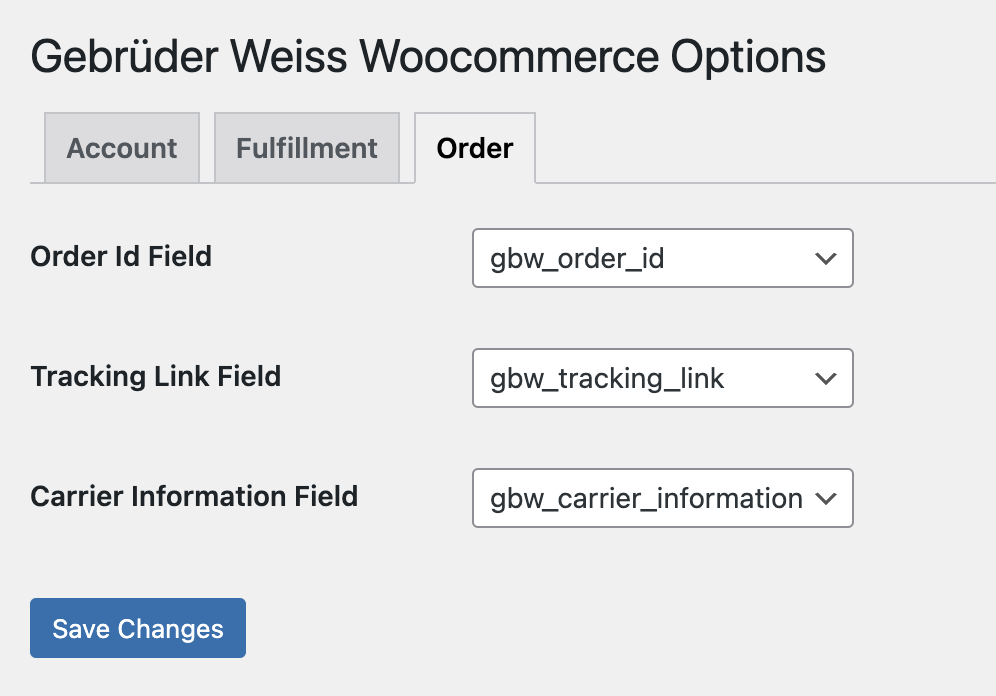 Gebrüder Weiss Woocommerce Options
Account Fulfillment Order
Order Id Field gbw_order_id
Tracking Link Field gbw_tracking_link
Carrier Information Field gbw_carrier_information
Save Changes